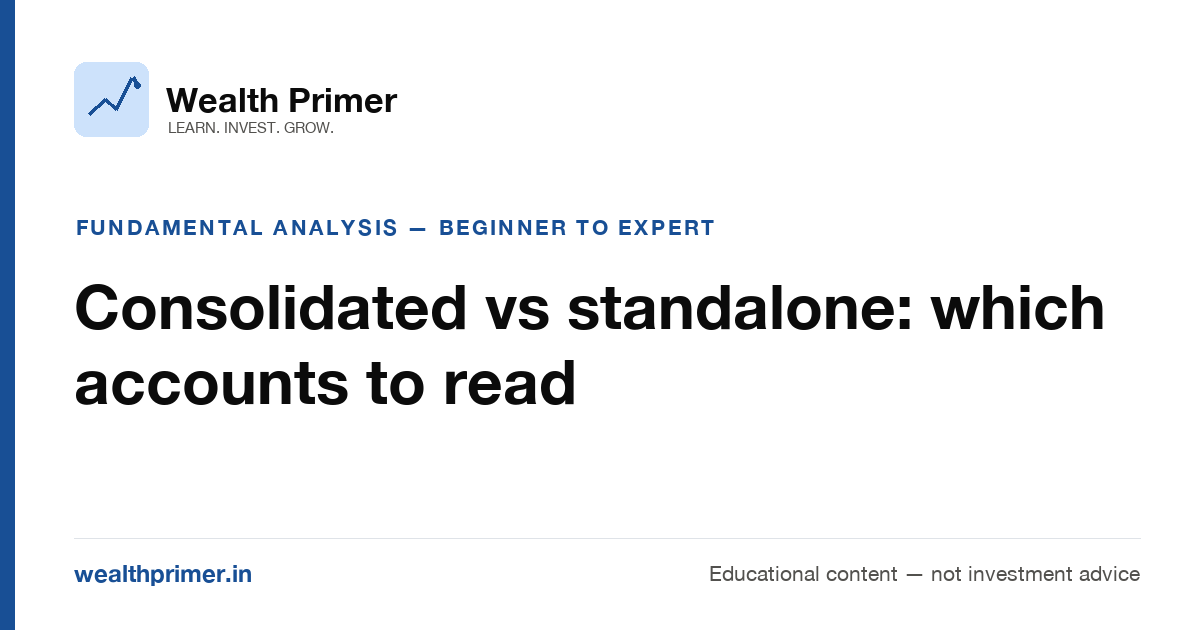 Wealth Primer
LEARN. INVEST. GROW.
FUNDAMENTAL ANALYSIS — BEGINNER TO EXPERT
Consolidated vs standalone: which
accounts to read
wealthprimer.in
Educational content — not investment advice